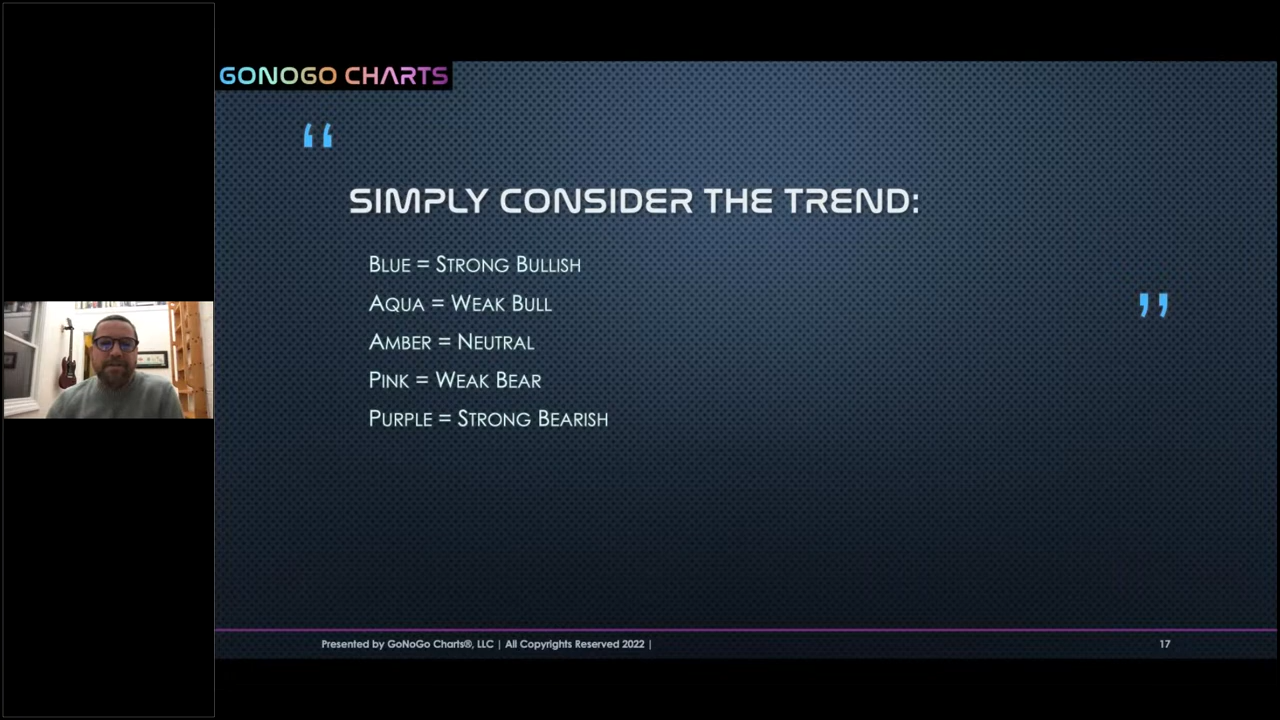 GONOGO CHARTS
“
SIMPLY CONSIDER THE TREND:
BLUE = STRONG BULLISH
AQUA = WEAK BULL
AMBER = NEUTRAL
PINK = WEAK BEAR
PURPLE = STRONG BEARISH
”
Presented by GoNoGo Charts®, LLC | All Copyrights Reserved 2022 |
17